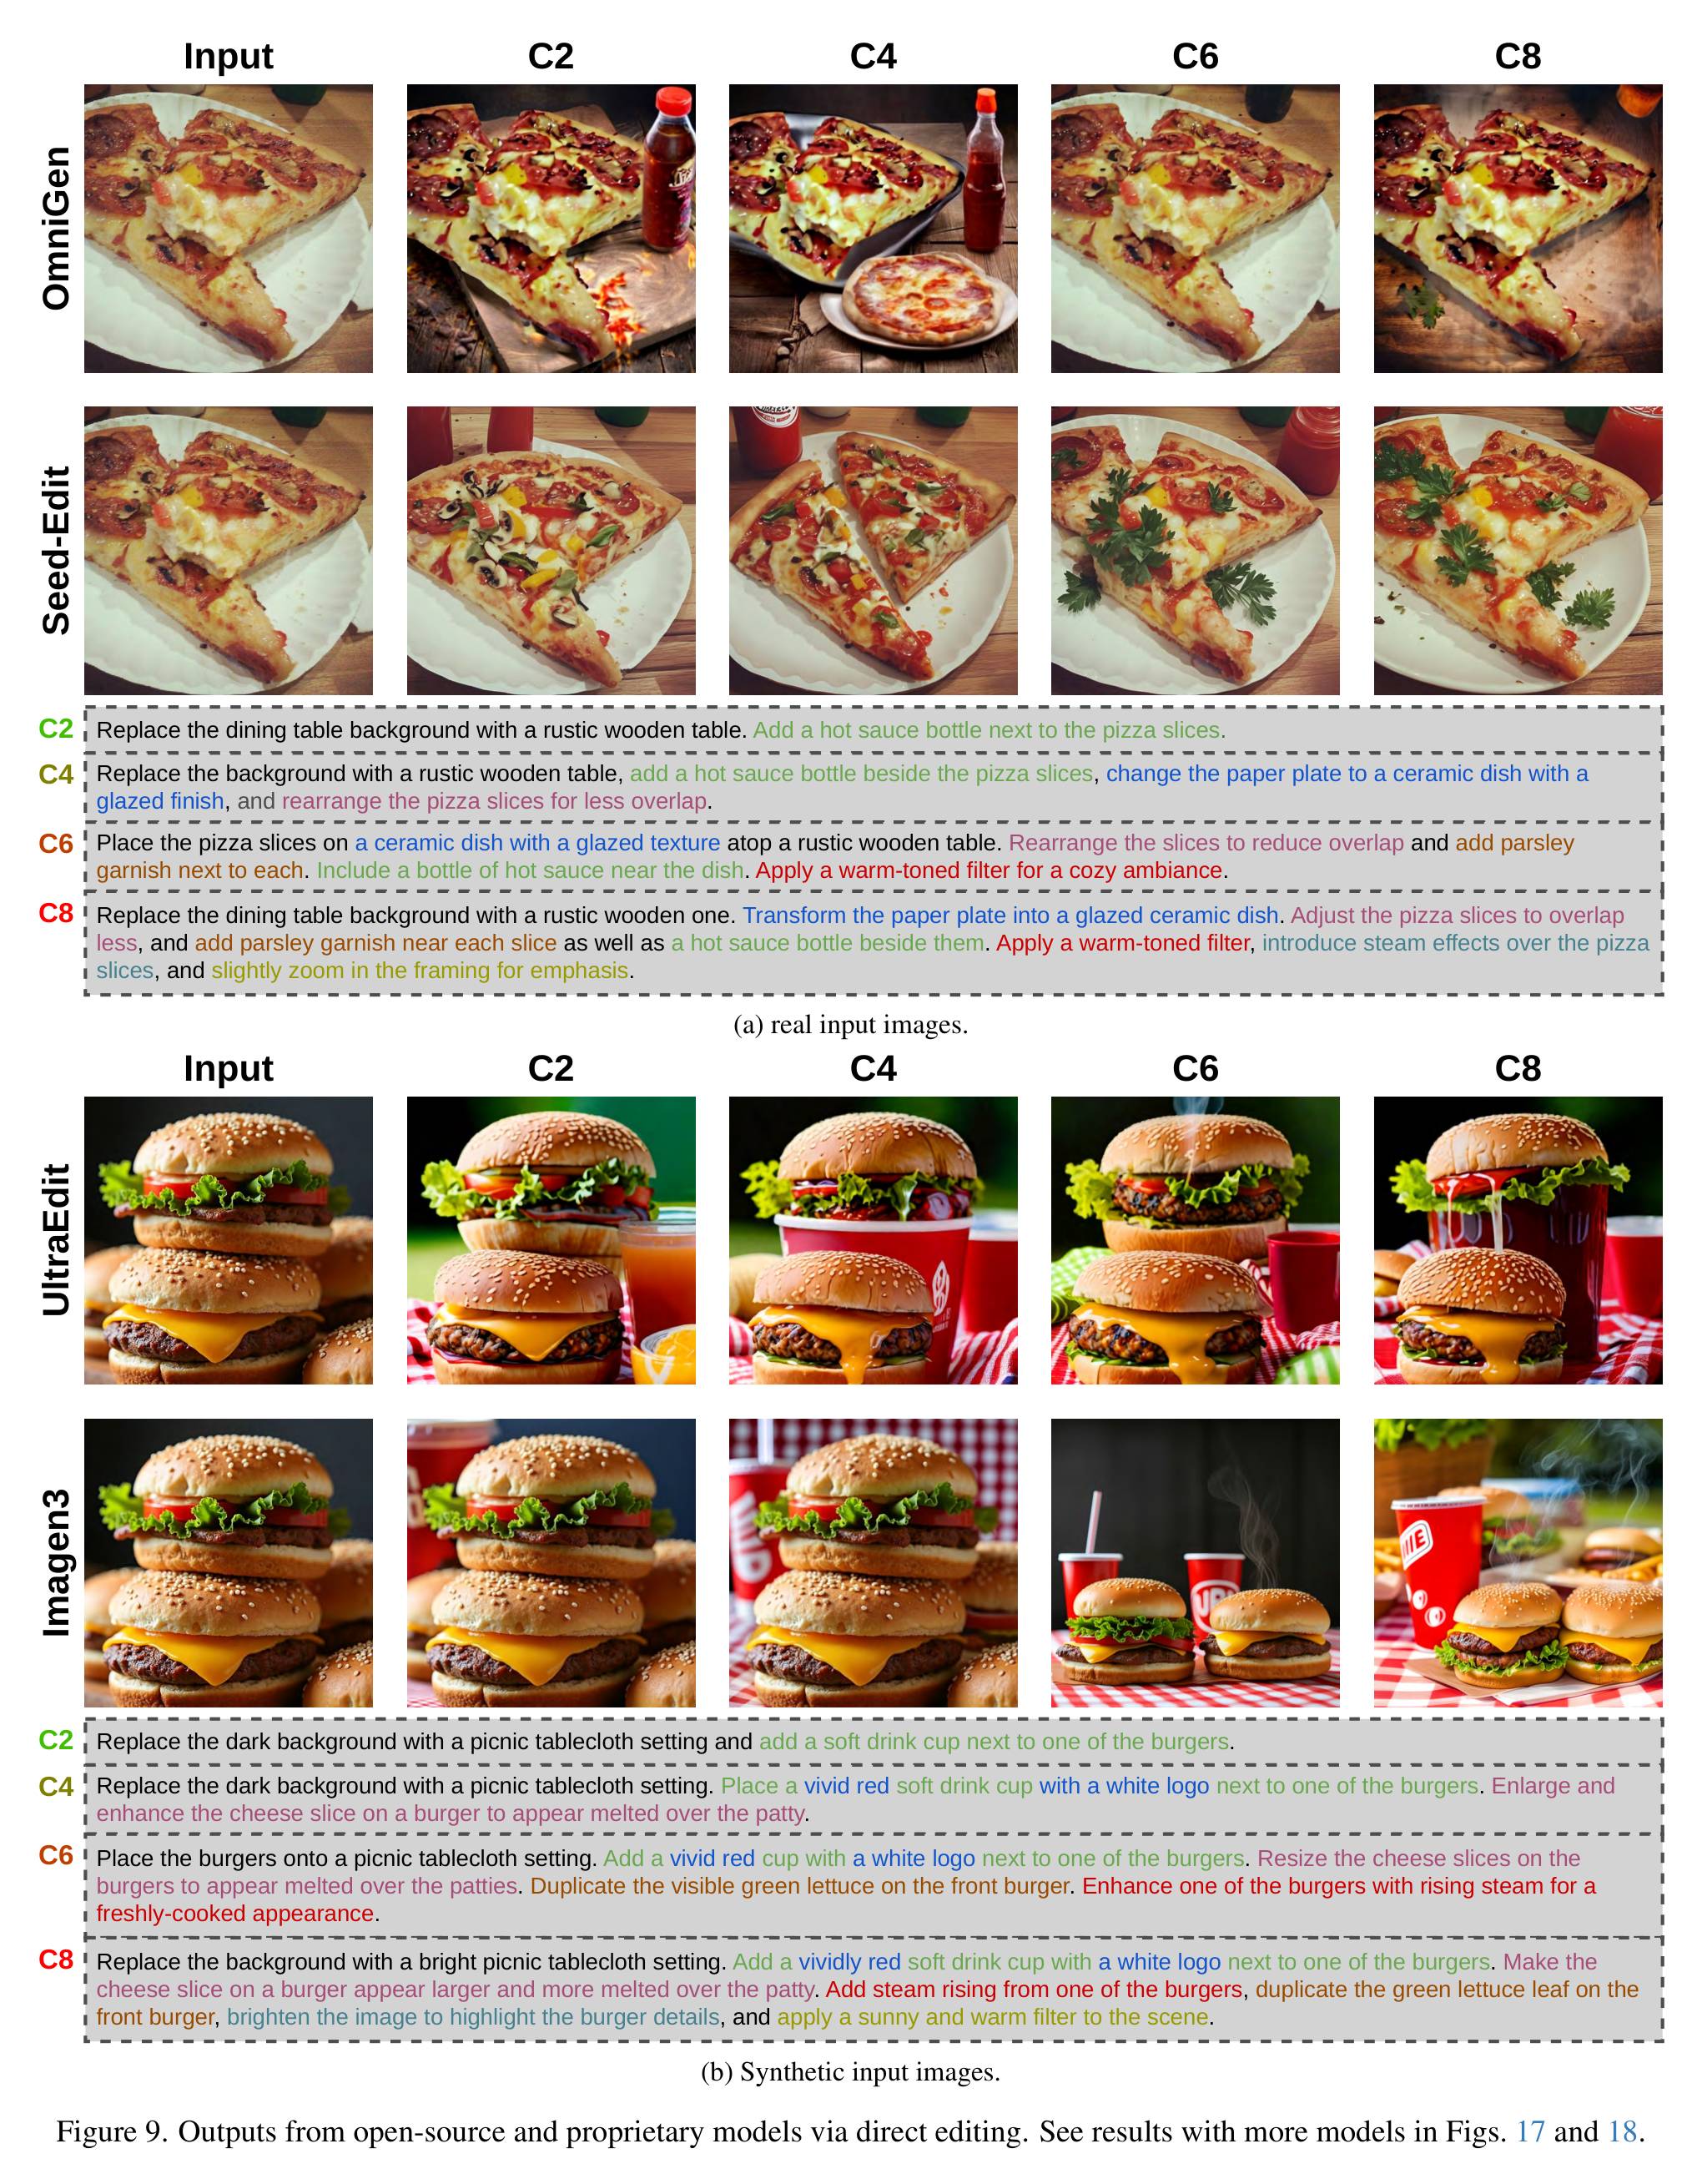 Input C2 C4 C6 C8
OmniGen
Seed-Edit
C2 Replace the dining table background with a rustic wooden table. Add a hot sauce bottle next to the pizza slices.
C4 Replace the background with a rustic wooden table, add a hot sauce bottle beside the pizza slices, change the paper plate to a ceramic dish with a
glazed finish, and rearrange the pizza slices for less overlap.
C6 Place the pizza slices on a ceramic dish with a glazed texture atop a rustic wooden table. Rearrange the slices to reduce overlap and add parsley
garnish next to each. Include a bottle of hot sauce near the dish. Apply a warm-toned filter for a cozy ambiance.
C8 Replace the dining table background with a rustic wooden one. Transform the paper plate into a glazed ceramic dish. Adjust the pizza slices to overlap
less, and add parsley garnish near each slice as well as a hot sauce bottle beside them. Apply a warm-toned filter, introduce steam effects over the pizza
slices, and slightly zoom in the framing for emphasis.
(a) real input images.
Input C2 C4 C6 C8
UltraEdit
Imagen3
C2 Replace the dark background with a picnic tablecloth setting and add a soft drink cup next to one of the burgers.
C4 Replace the dark background with a picnic tablecloth setting. Place a vivid red soft drink cup with a white logo next to one of the burgers. Enlarge and
enhance the cheese slice on a burger to appear melted over the patty.
C6 Place the burgers onto a picnic tablecloth setting. Add a vivid red cup with a white logo next to one of the burgers. Resize the cheese slices on the
burgers to appear melted over the patties. Duplicate the visible green lettuce on the front burger. Enhance one of the burgers with rising steam for a
freshly-cooked appearance.
C8 Replace the background with a bright picnic tablecloth setting. Add a vividly red soft drink cup with a white logo next to one of the burgers. Make the
cheese slice on a burger appear larger and more melted over the patty. Add steam rising from one of the burgers, duplicate the green lettuce leaf on the
front burger, brighten the image to highlight the burger details, and apply a sunny and warm filter to the scene.
(b) Synthetic input images.
Figure 9. Outputs from open-source and proprietary models via direct editing. See results with more models in Figs. 17 and 18.